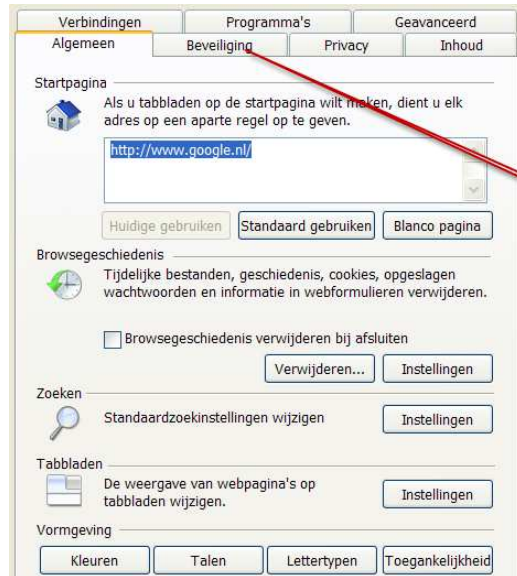 Verbindingen Programma's Geavanceerd
Algemeen Beveiliging Privacy Inhoud
Startpagina
Als u tabbladen op de startpagina wilt maken, dient u elk
adres op een aparte regel op te geven.
http://www.google.nl/
Huidige gebruiken Standaard gebruiken Blanco pagina
Browsegeschiedenis
Tijdelijke bestanden, geschiedenis, cookies, opgeslagen
wachtwoorden en informatie in webformulieren verwijderen.
Browsegeschiedenis verwijderen bij afsluiten
Verwijderen... Instellingen
Zoeken
Standaardzoekinstellingen wijzigen Instellingen
Tabbladen
De weergave van webpagina's op
tabbladen wijzigen.
Instellingen
Vormgeving
Kleuren Talen Lettertypen Toegankelijkheid